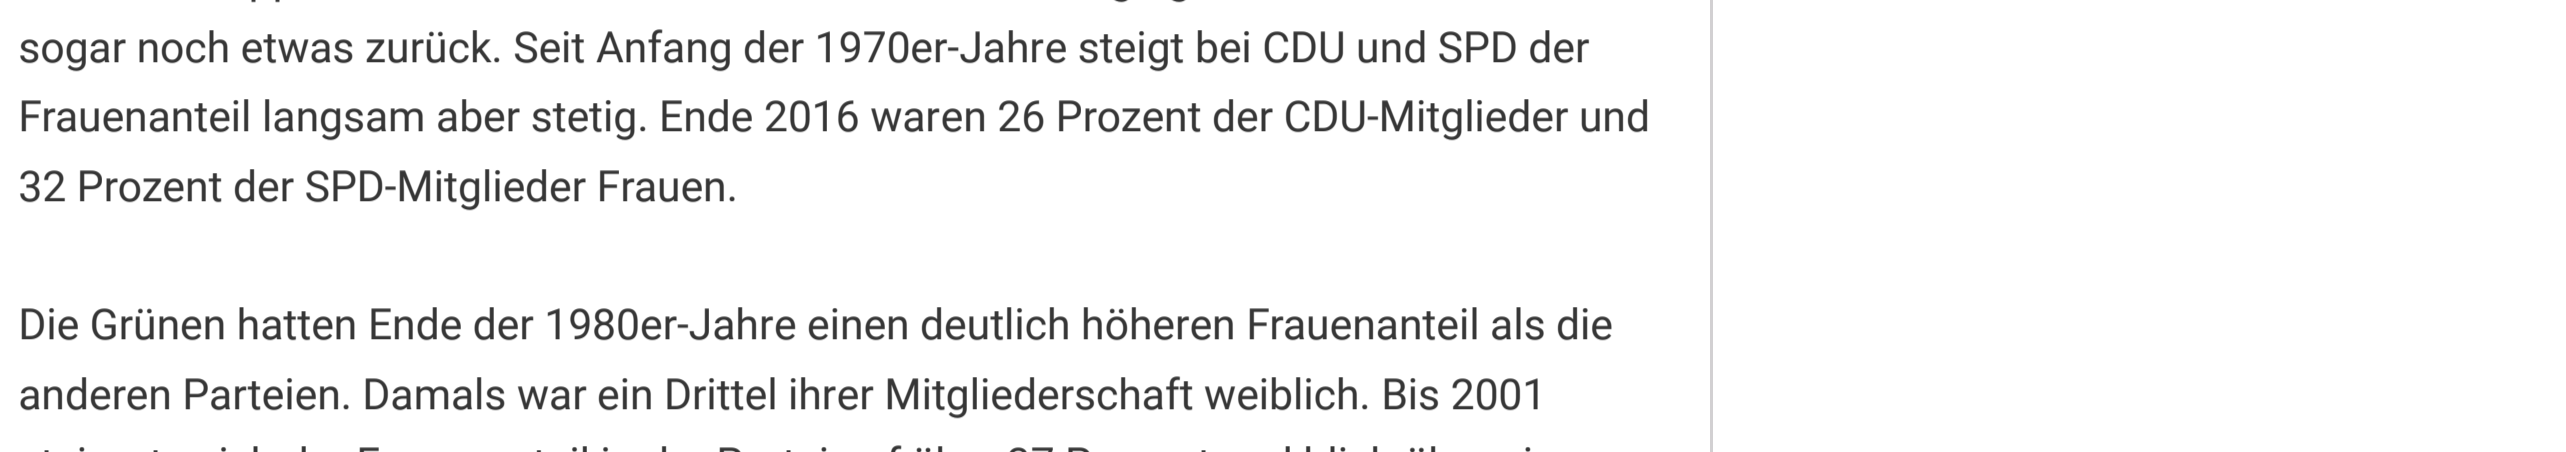 sogar noch etwas zurück. Seit Anfang der 1970er-Jahre steigt bei CDU und SPD der
Frauenanteil langsam aber stetig. Ende 2016 waren 26 Prozent der CDU-Mitglieder und
32 Prozent der SPD-Mitglieder Frauen.
Die Grünen hatten Ende der 1980er-Jahre einen deutlich höheren Frauenanteil als die
anderen Parteien. Damals war ein Drittel ihrer Mitgliederschaft weiblich. Bis 2001